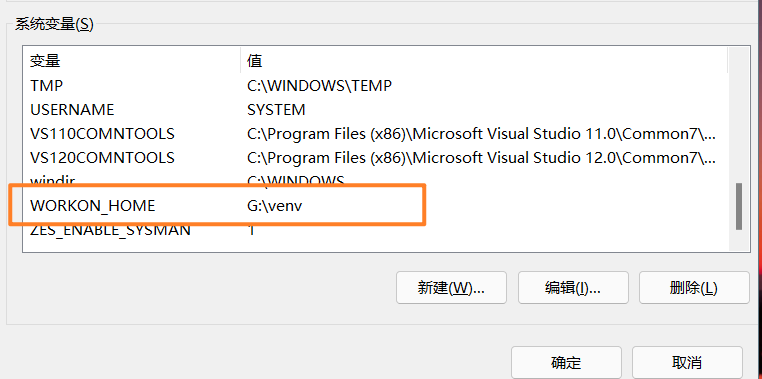 系统变量(S)
变量 值
TMP C:\WINDOWS\TEMP
USERNAME SYSTEM
VS110COMNTOOLS C:\Program Files (x86)\Microsoft Visual Studio 11.0\Common7\...
VS120COMNTOOLS C:\Program Files (x86)\Microsoft Visual Studio 12.0\Common7\...
windir C:\WINDOWS
WORKON_HOME G:\venv
ZES_ENABLE_SYSMAN 1
新建(W)... 编辑(I)... 删除(L)
确定 取消